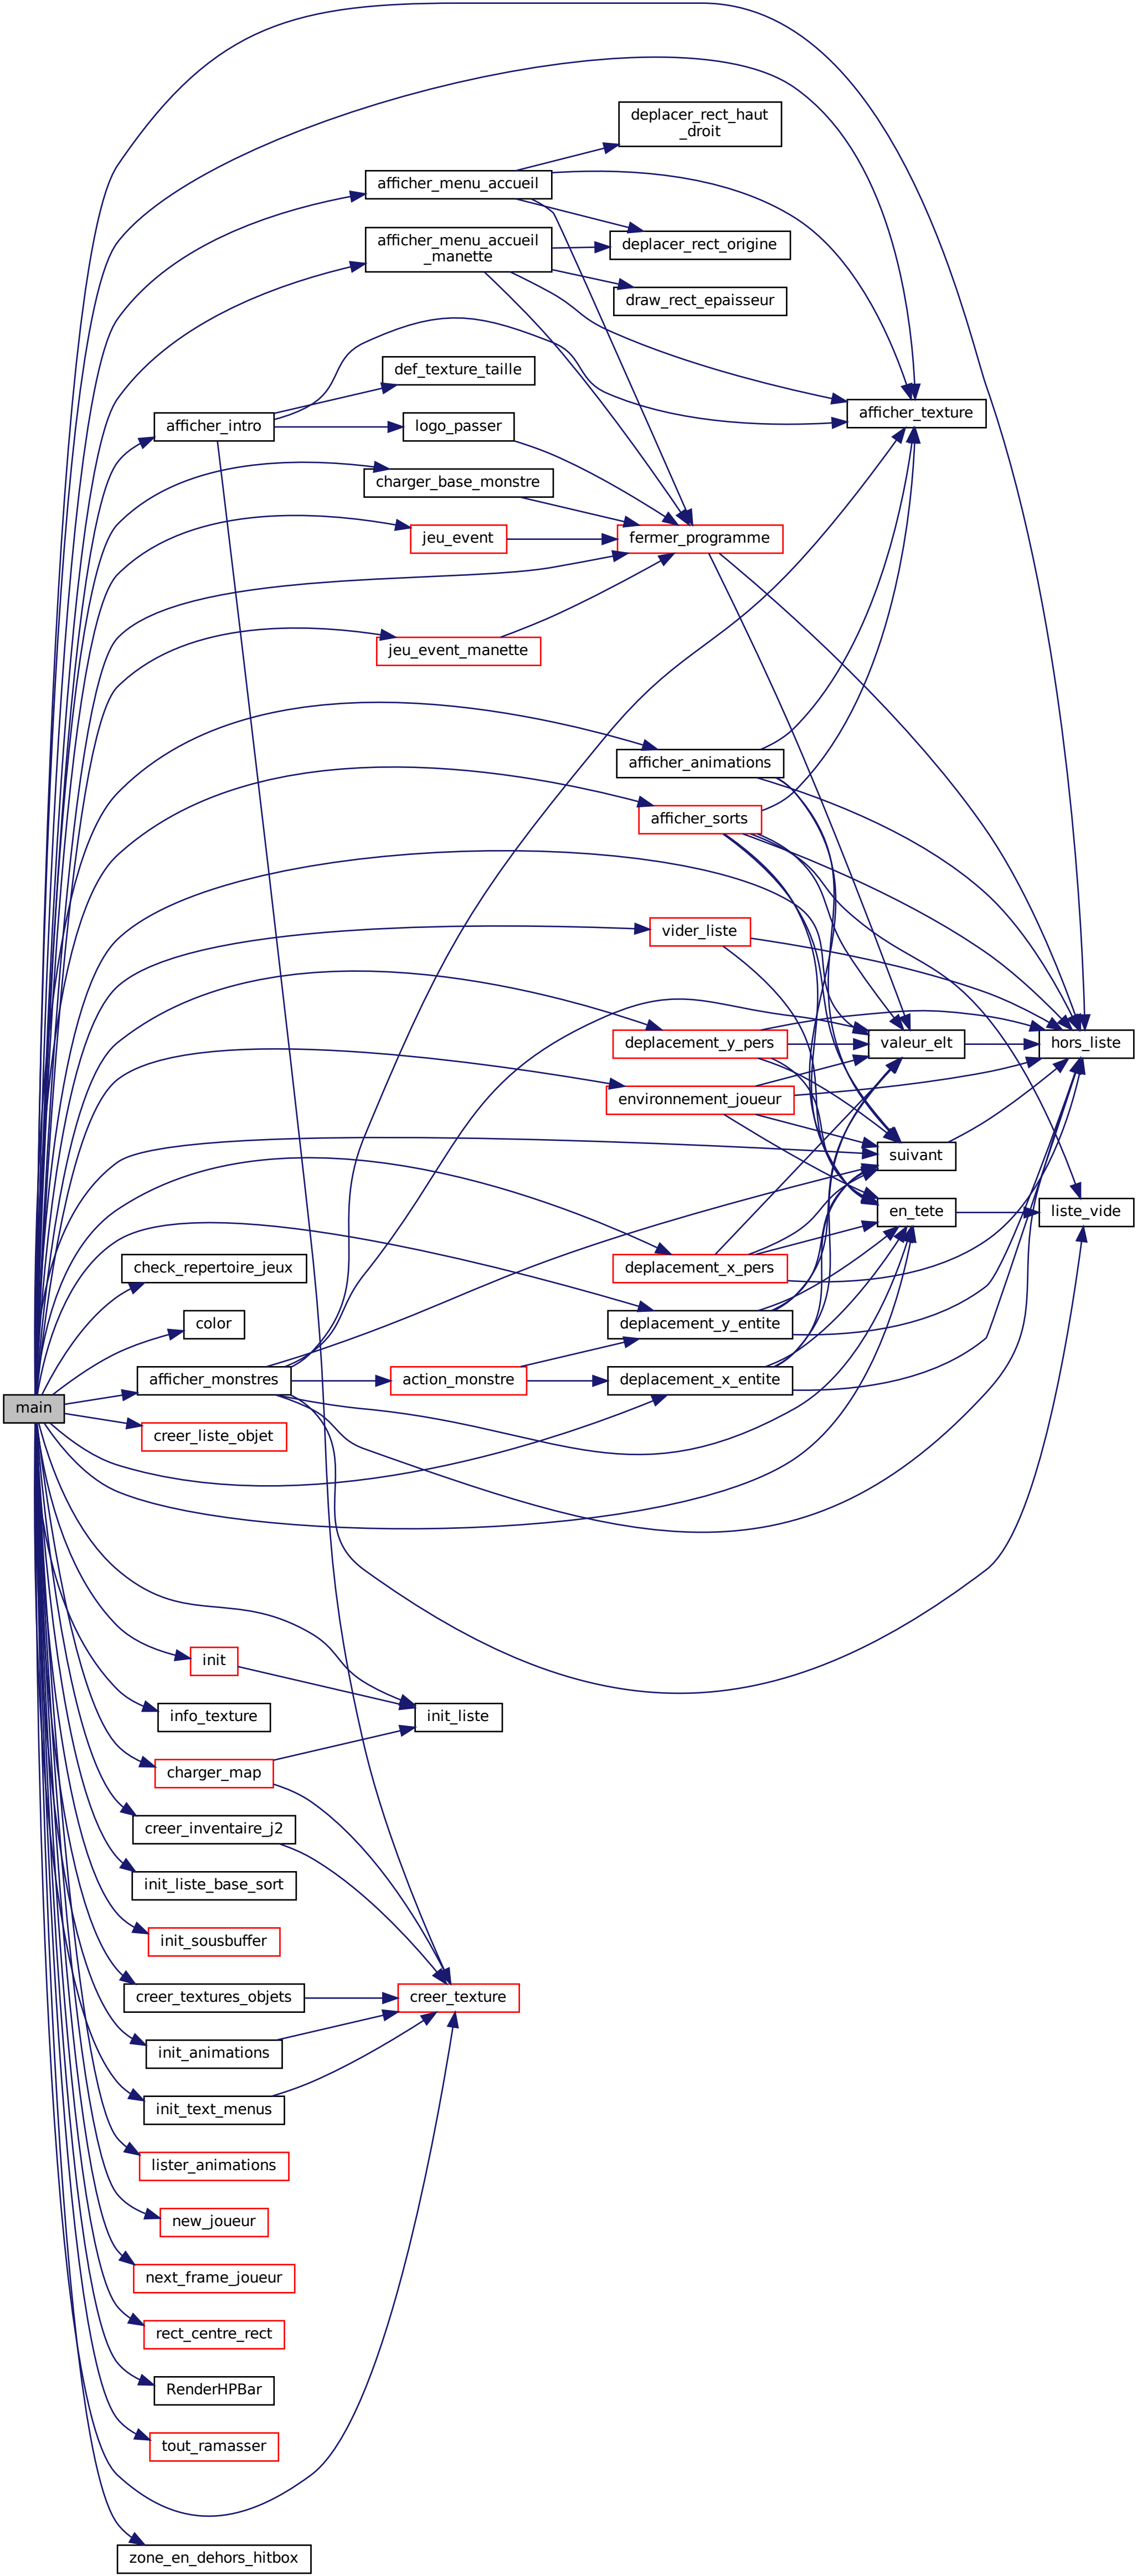 deplacer_rect_haut
_droit
afficher_menu_accueil
deplacer_rect_origine
afficher_menu_accueil
_manette
draw_rect_epaisseur
def_texture_taille
afficher_texture
afficher_intro
logo_passer
charger_base_monstre
jeu_event
fermer_programme
jeu_event_manette
afficher_animations
afficher_sorts
vider_liste
deplacement_y_pers
valeur_elt
hors_liste
environnement_joueur
suivant
en_tete
liste_vide
check_repertoire_jeux
deplacement_x_pers
color
deplacement_y_entite
afficher_monstres
action_monstre
deplacement_x_entite
main
creer_liste_objet
init
info_texture
init_liste
charger_map
creer_inventaire_j2
init_liste_base_sort
init_sousbuffer
creer_textures_objets
creer_texture
init_animations
init_text_menus
lister_animations
new_joueur
next_frame_joueur
rect_centre_rect
RenderHPBar
tout_ramasser
zone_en_dehors_hitbox